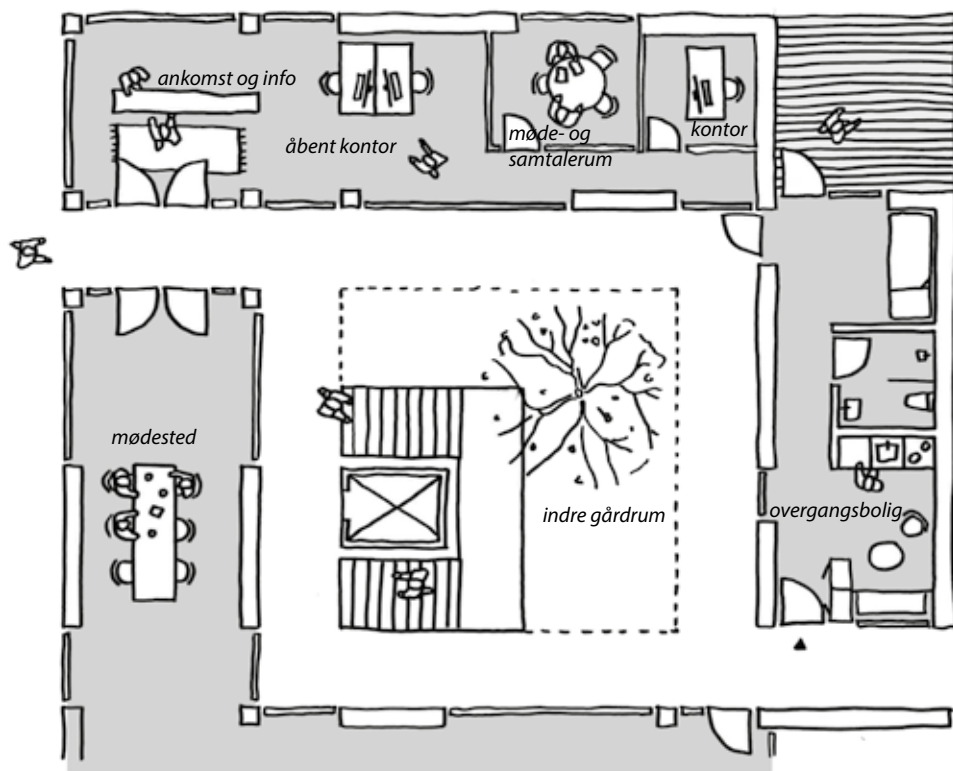 ankomst og info
åbent kontor
møde- og
samtalerum
kontor
mødested
indre gårdrum
overgangsbolig